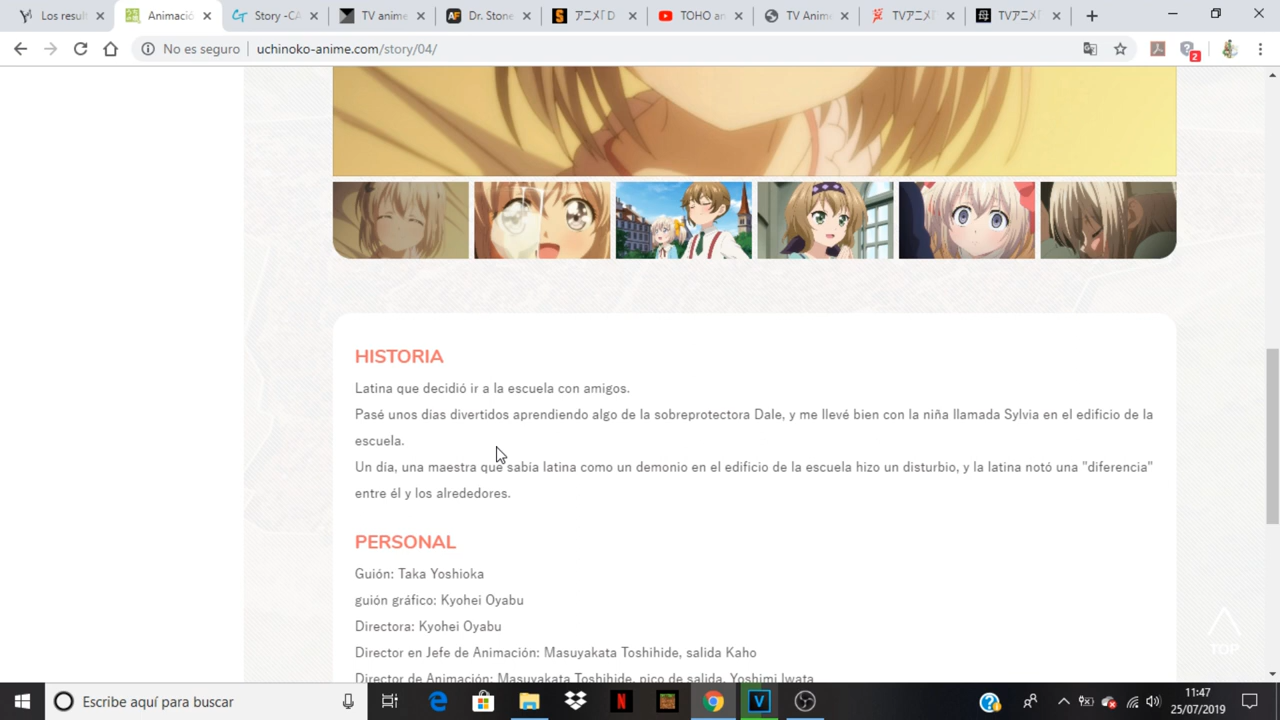 Los result
Animació
Story - CA
TV anime
Dr. Stone
アニメ「D
TOHO an
TV Anim
TVアニメ「
TVアニメ「
No es seguro
uchinoko-anime.com/story/04/
2
HISTORIA
Latina que decidió ir a la escuela con amigos.
Pasé unos días divertidos aprendiendo algo de la sobreprotectora Dale, y me llevé bien con la niña llamada Sylvia en el edificio de la
escuela.
Un día, una maestra que sabía latina como un demonio en el edificio de la escuela hizo un disturbio, y la latina notó una "diferencia"
entre él y los alrededores.
PERSONAL
Guión: Taka Yoshioka
guión gráfico: Kyohei Oyabu
Directora: Kyohei Oyabu
Director en Jefe de Animación: Masuyakata Toshihide, salida Kaho
Director de Animación: Masuyakata Toshihide, pico de salida, Yoshimi Iwata
TOP
Escribe aquí para buscar
11:47
25/07/2019